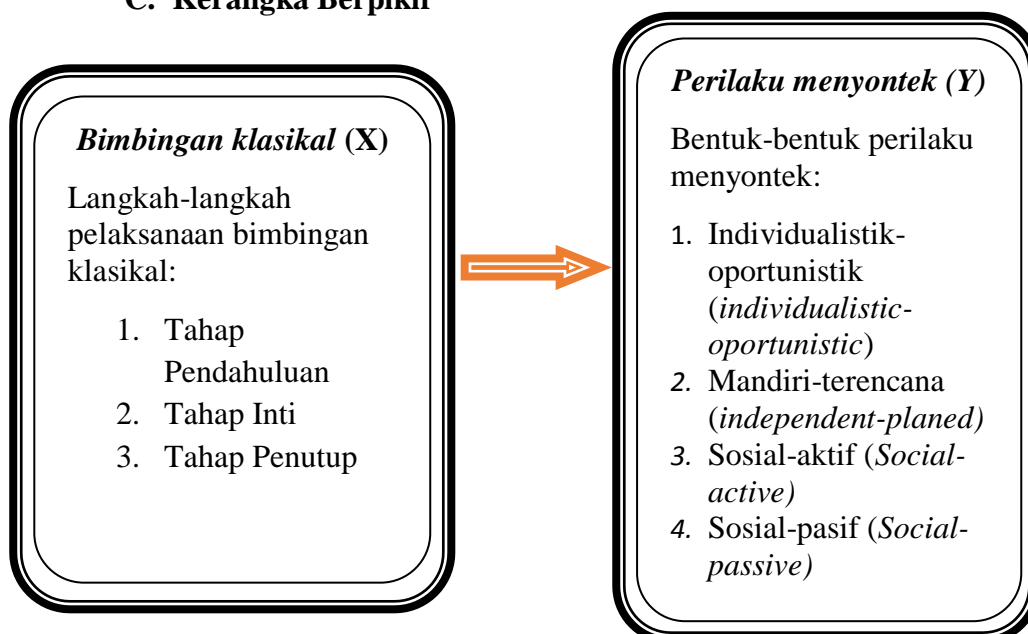 C. Kerangka Berpikir
Bimbingan klasikal (X)
Langkah-langkah
pelaksanaan bimbingan
klasikal:
1. Tahap
Pendahuluan
2. Tahap Inti
3. Tahap Penutup
Perilaku menyontek (Y)
Bentuk-bentuk perilaku
menyontek:
1. Individualistik-
oportunistik
(individualistic-
oportunistic)
2. Mandiri-terencana
(independent-planed)
3. Sosial-aktif (Social-
active)
4. Sosial-pasif (Social-
passive)